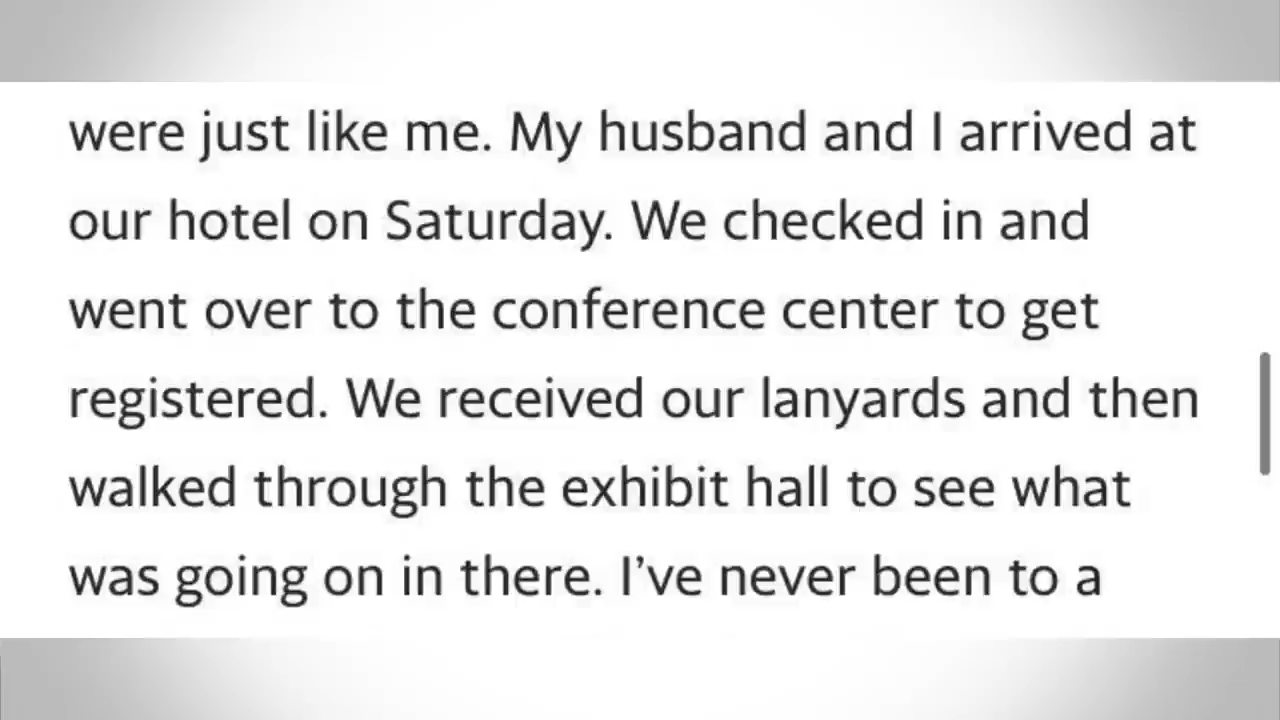 were just like me. My husband and I arrived at
our hotel on Saturday. We checked in and
went over to the conference center to get
registered. We received our lanyards and then
walked through the exhibit hall to see what
was going on in there. I’ve never been to a